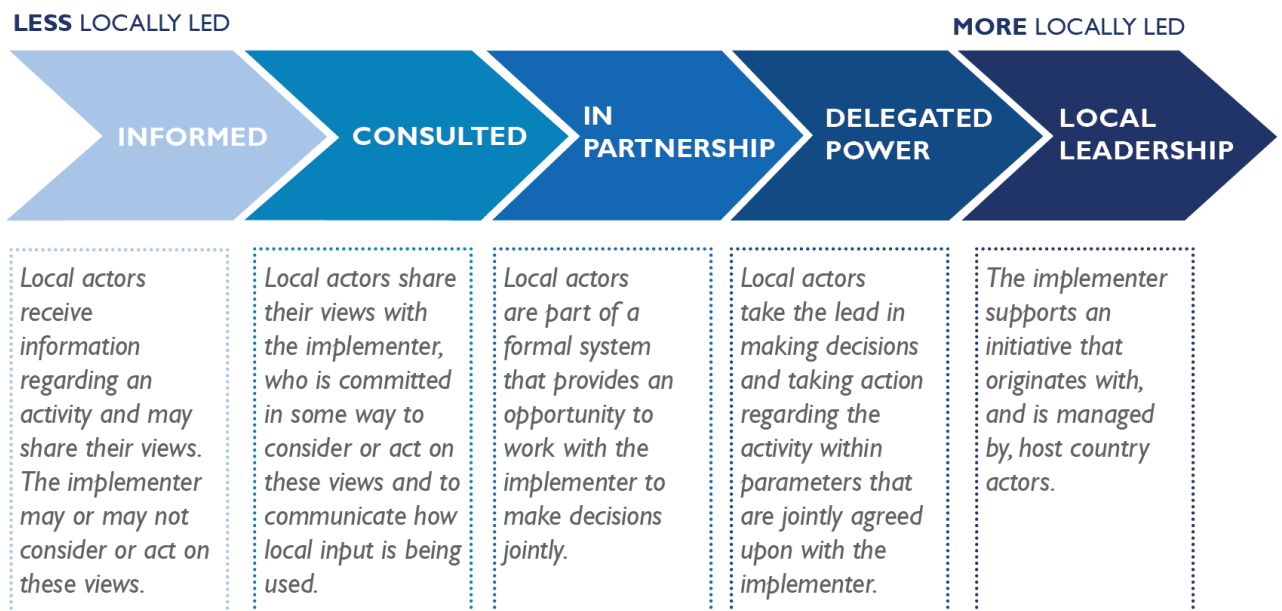 LESS LOCALLY LED
MORE LOCALLY LED
INFORMED
CONSULTED
IN
PARTNERSHIP
DELEGATED
POWER
LOCAL
LEADERSHIP
Local actors
receive
information
regarding an
activity and may
share their views.
The implementer
may or may not
consider or act on
these views.
Local actors share
their views with
the implementer,
who is committed
in some way to
consider or act on
these views and to
communicate how
local input is being
used.
Local actors
are part of a
formal system
that provides an
opportunity to
work with the
implementer to
make decisions
jointly.
Local actors
take the lead in
making decisions
and taking action
regarding the
activity within
parameters that
are jointly agreed
upon with the
implementer.
The implementer
supports an
initiative that
originates with,
and is managed
by, host country
actors.